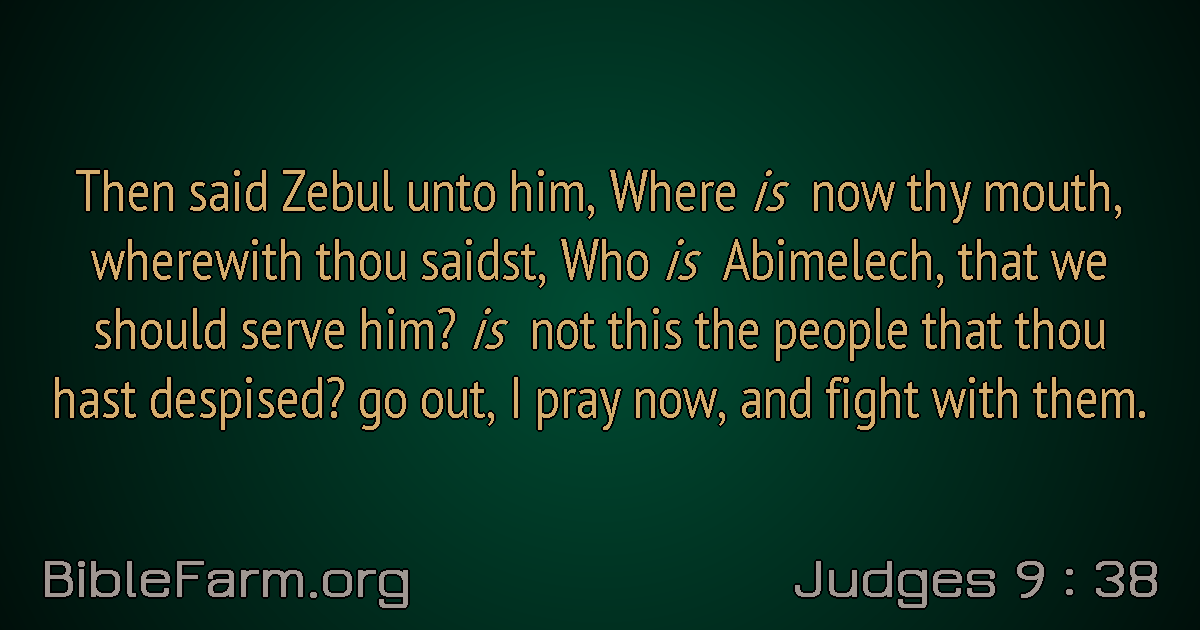 Then said Zebul unto him, Where is now thy mouth,
wherewith thou saidst, Who is Abimelech, that we
should serve him? is not this the people that thou
hast despised? go out, I pray now, and fight with them.
BibleFarm.org
Judges 9 : 38